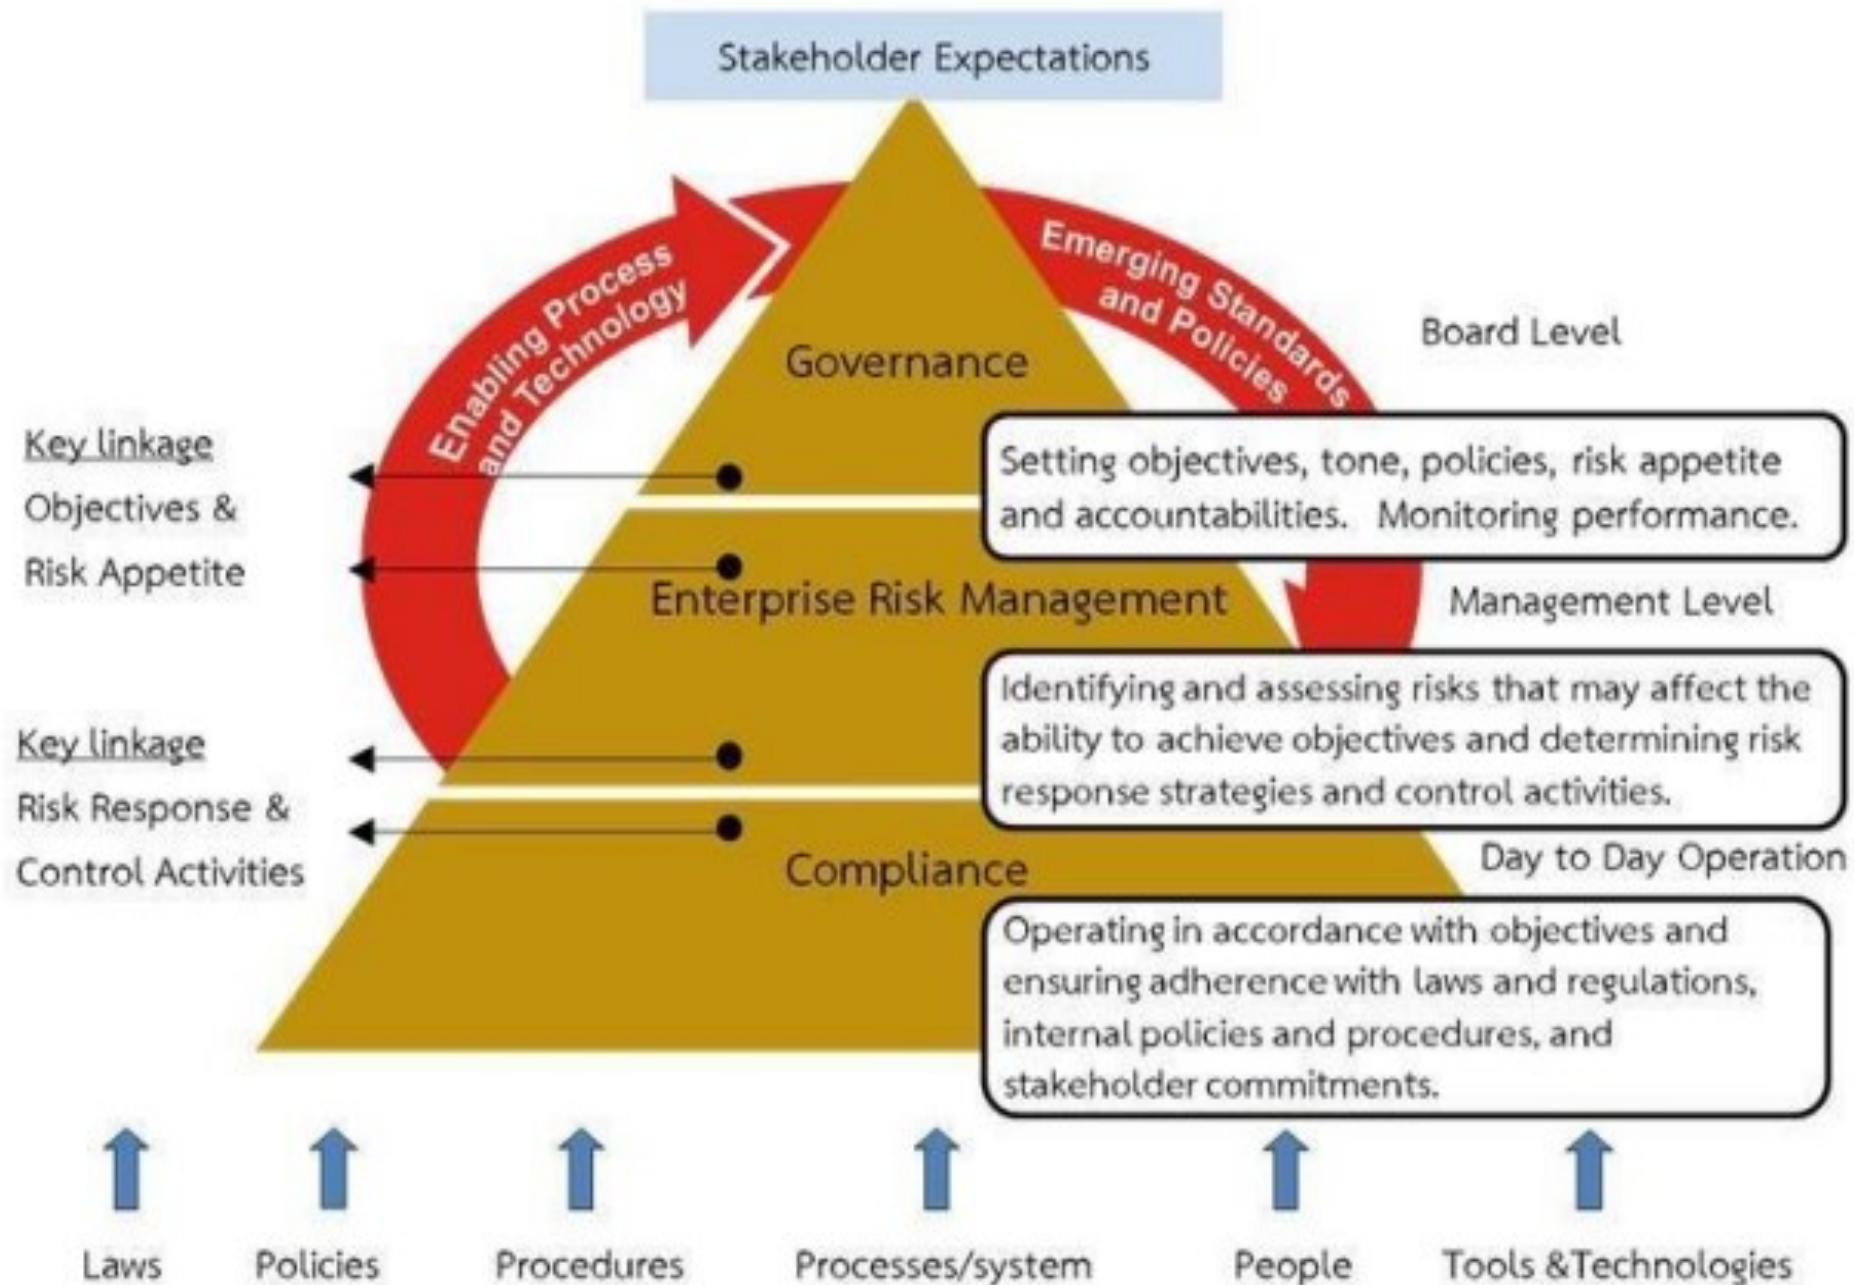 Stakeholder Expectations
Enabling Process
and Technology
Emerging Standards
and Policies
Governance
Board Level
Key linkage
Objectives &
Risk Appetite
Setting objectives, tone, policies, risk appetite
and accountabilities. Monitoring performance.
Enterprise Risk Management
Management Level
Key linkage
Risk Response &
Control Activities
Identifying and assessing risks that may affect the
ability to achieve objectives and determining risk
response strategies and control activities.
Compliance
Day to Day Operation
Operating in accordance with objectives and
ensuring adherence with laws and regulations,
internal policies and procedures, and
stakeholder commitments.
Laws
Policies
Procedures
Processes/system
People
Tools &Technologies